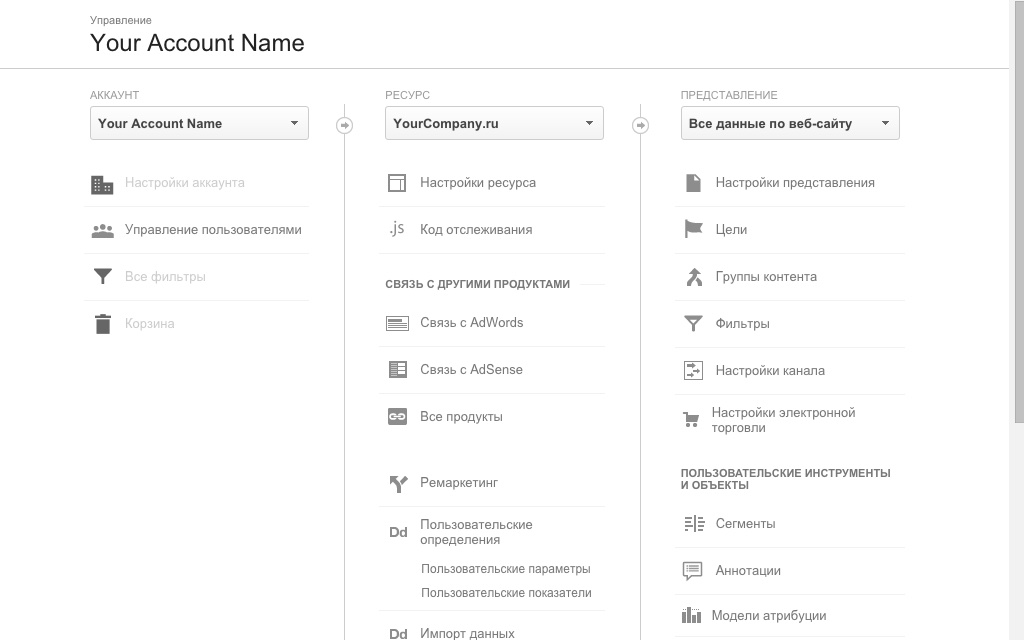 Управление
Your Account Name
АККАУНТ
Your Account Name
Настройки аккаунта
Управление пользователями
Все фильтры
Корзина
РЕСУРС
YourCompany.ru
Настройки ресурса
.js Код отслеживания
СВЯЗЬ С ДРУГИМИ ПРОДУКТАМИ
Связь с AdWords
Связь с AdSense
Все продукты
Ремаркетинг
Dd Пользовательские
определения
Пользовательские параметры
Пользовательские показатели
Dd Импорт данных
ПРЕДСТАВЛЕНИЕ
Все данные по веб-сайту
Настройки представления
Цели
Группы контента
Фильтры
Настройки канала
Настройки электронной
торговли
ПОЛЬЗОВАТЕЛЬСКИЕ ИНСТРУМЕНТЫ
И ОБЪЕКТЫ
Сегменты
Аннотации
Модели атрибуции